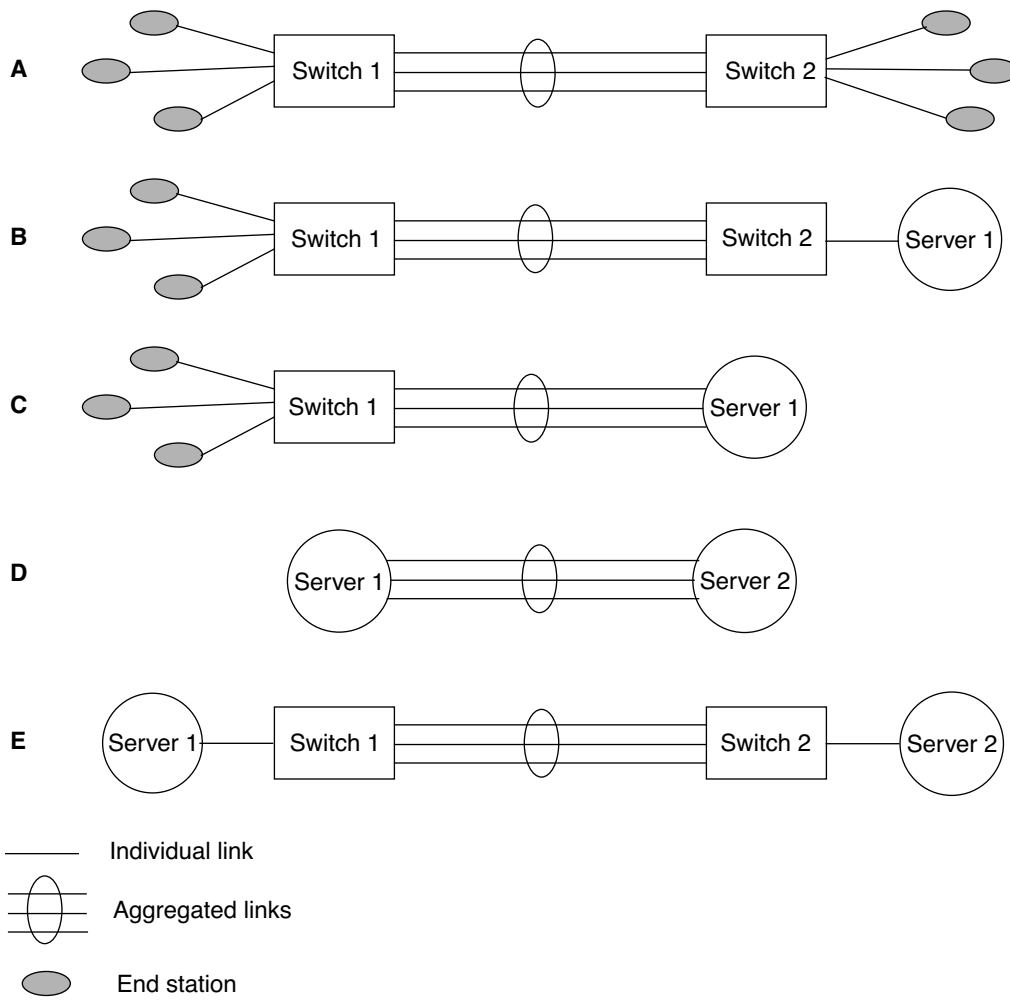 A Switch 1 Switch 2
B Switch 1 Switch 2 Server 1
C Switch 1 Server 1
D Server 1 Server 2
E Server 1 Switch 1 Switch 2 Server 2
Individual link
Aggregated links
End station